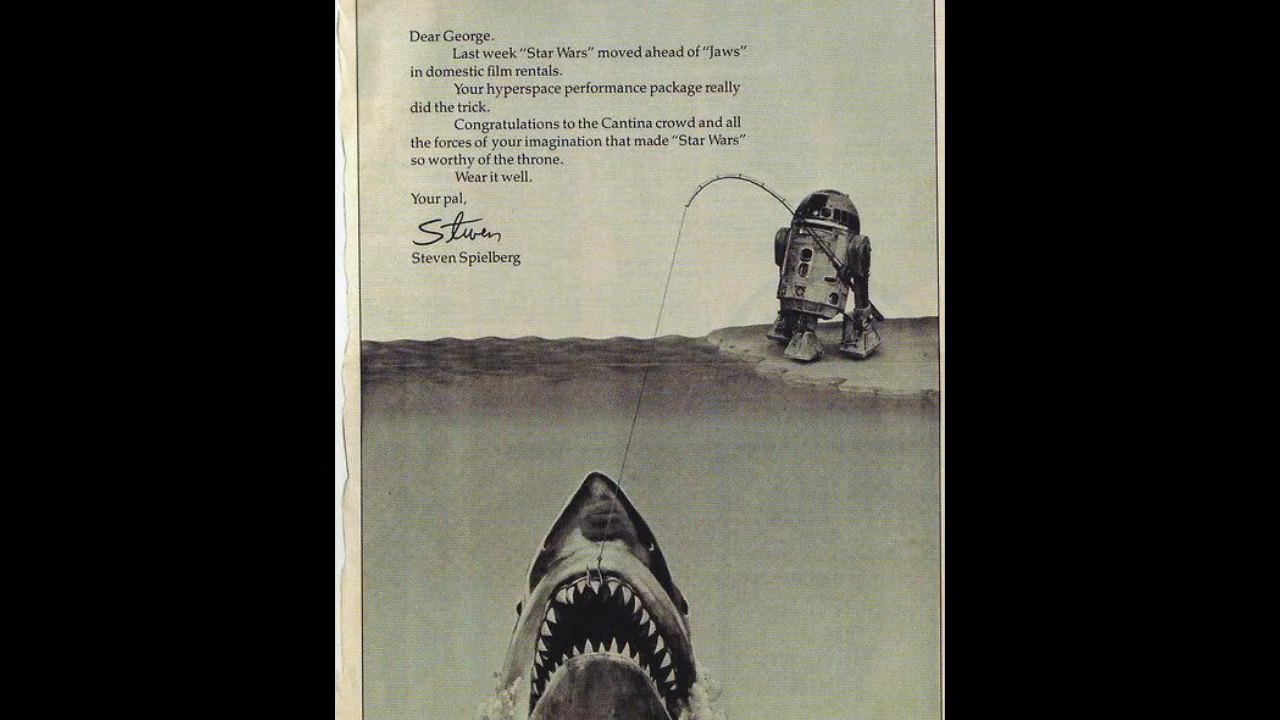 Dear George.
Last week “Star Wars” moved ahead of “Jaws”
in domestic film rentals.
Your hyperspace performance package really
did the trick.
Congratulations to the Cantina crowd and all
the forces of your imagination that made “Star Wars”
so worthy of the throne.
Wear it well.
Your pal,
Steven
Steven Spielberg